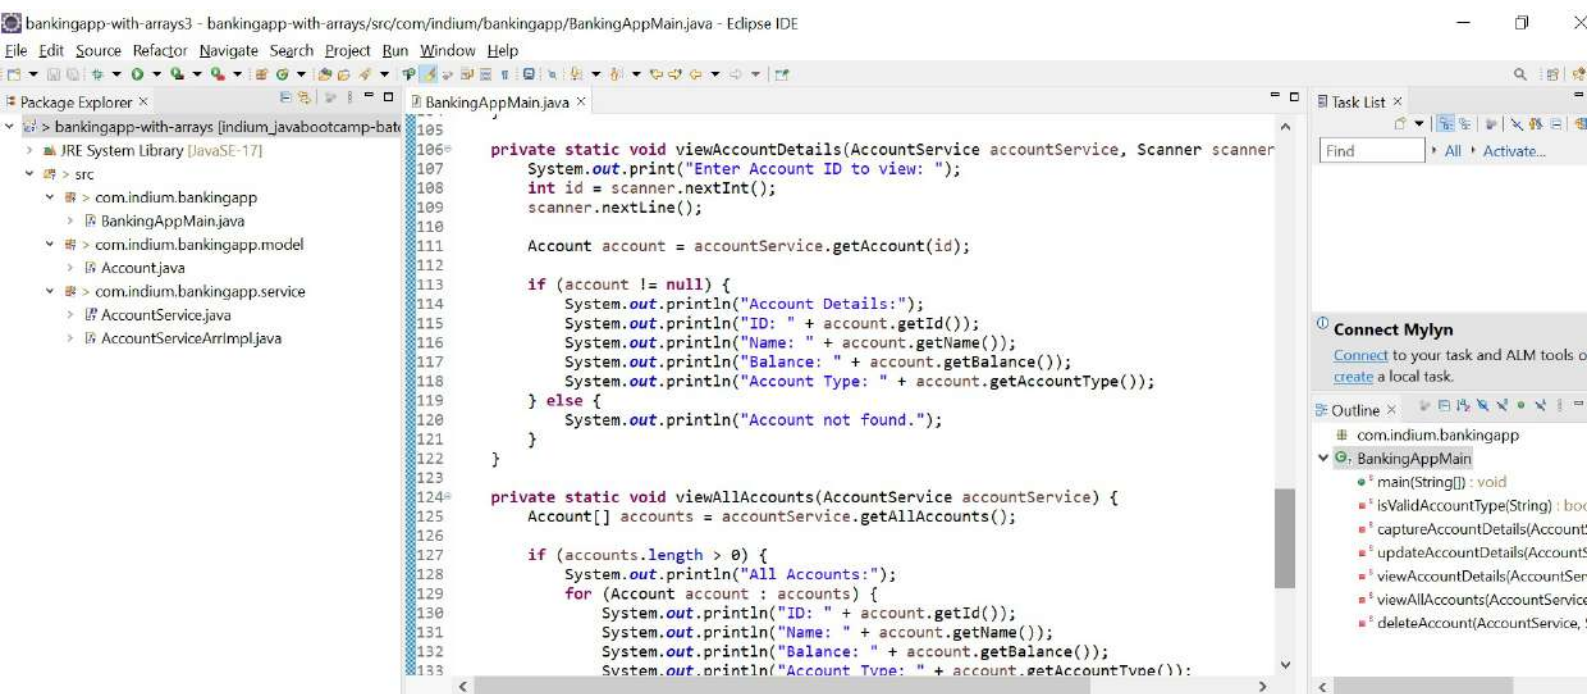 bankingapp-with-arrays3 - bankingapp-with-arrays/src/com/indium/bankingapp/BankingAppMain.java - Eclipse IDE
File Edit Source Refactor Navigate Search Project Run Window Help
Package Explorer ×
> bankingapp-with-arrays [indium_javabootcamp-bat
JRE System Library [JavaSE-17]
> src
> com.indium.bankingapp
BankingAppMain.java
> com.indium.bankingapp.model
Account.java
> com.indium.bankingapp.service
AccountService.java
AccountServiceArrImpl.java
BankingAppMain.java ×
105
106 private static void viewAccountDetails(AccountService accountService, Scanner scanner
107 System.out.print("Enter Account ID to view: ");
108 int id = scanner.nextInt();
109 scanner.nextLine();
110
111 Account account = accountService.getAccount(id);
112
113 if (account != null) {
114 System.out.println("Account Details:");
115 System.out.println("ID: " + account.getId());
116 System.out.println("Name: " + account.getName());
117 System.out.println("Balance: " + account.getBalance());
118 System.out.println("Account Type: " + account.getAccountType());
119 } else {
120 System.out.println("Account not found.");
121 }
122 }
123
124 private static void viewAllAccounts(AccountService accountService) {
125 Account[] accounts = accountService.getAllAccounts();
126
127 if (accounts.length > 0) {
128 System.out.println("All Accounts:");
129 for (Account account : accounts) {
130 System.out.println("ID: " + account.getId());
131 System.out.println("Name: " + account.getName());
132 System.out.println("Balance: " + account.getBalance());
133 System.out.println("Account Type: " + account.getAccountType());
Task List ×
Find All Activate...
Connect Mylyn
Connect to your task and ALM tools o
create a local task.
Outline ×
com.indium.bankingapp
BankingAppMain
main(String[]) : void
isValidAccountType(String) : boo
captureAccountDetails(AccountS
updateAccountDetails(AccountS
viewAccountDetails(AccountSer
viewAllAccounts(AccountService
deleteAccount(AccountService, S